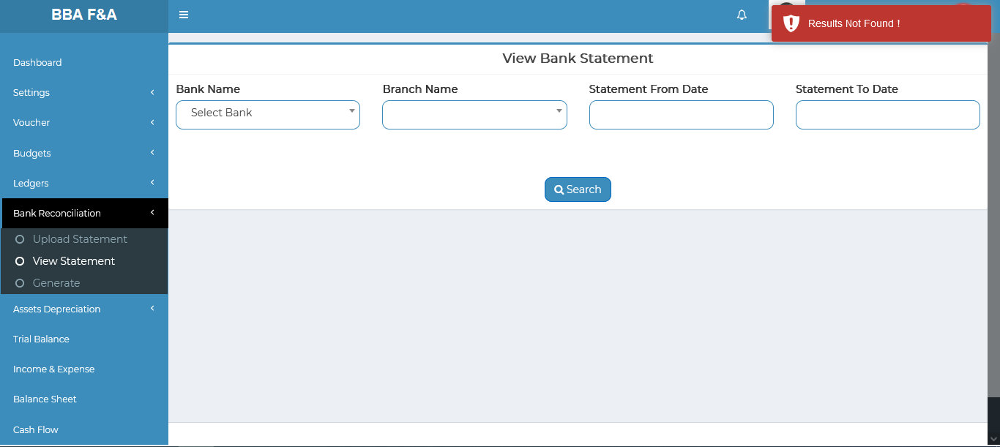 BBA F&A
Results Not Found !
Dashboard
Settings
Voucher
Budgets
Ledgers
Bank Reconciliation
Upload Statement
View Statement
Generate
Assets Depreciation
Trial Balance
Income & Expense
Balance Sheet
Cash Flow
View Bank Statement
Bank Name
Branch Name
Statement From Date
Statement To Date
Select Bank
Search